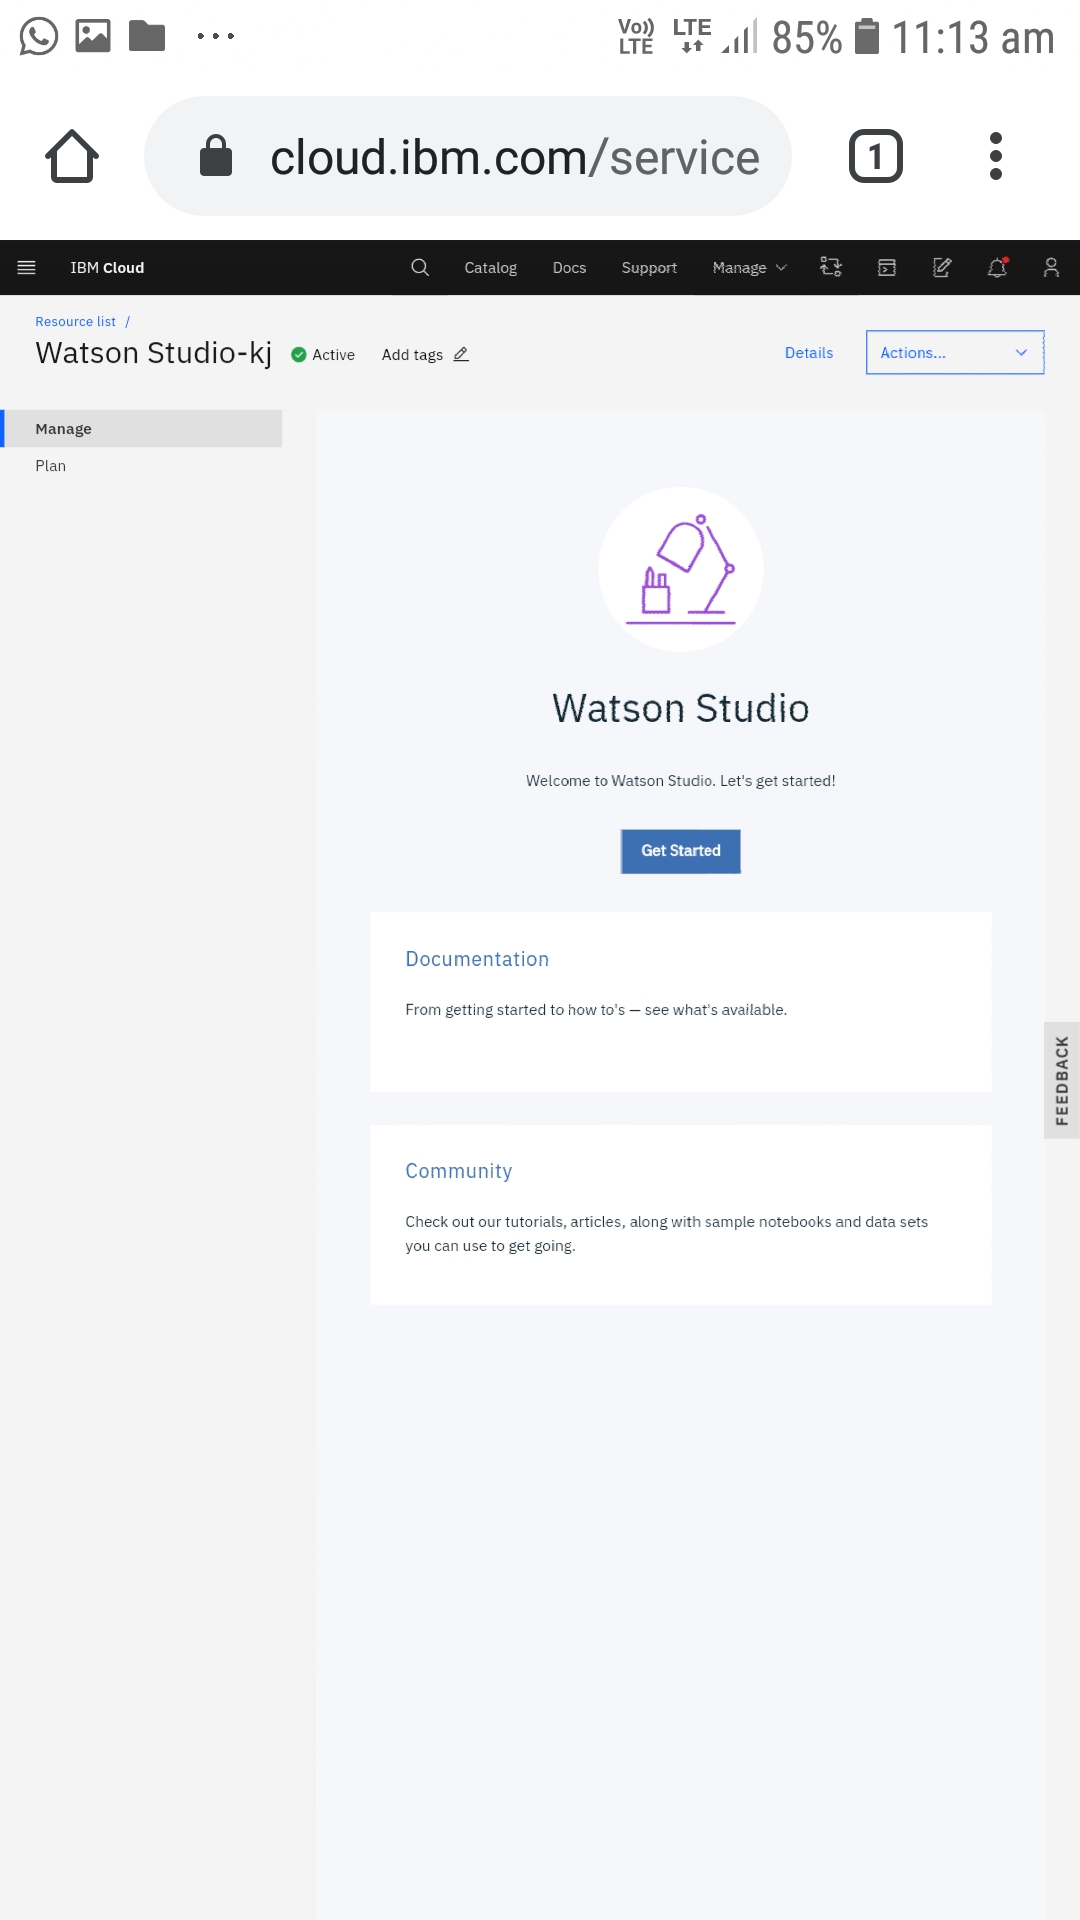 Vo)) LTE LTE 85% 11:13 am
cloud.ibm.com/service 1
IBM Cloud Catalog Docs Support Manage
Resource list /
Watson Studio-kj Active Add tags Details Actions...
Manage
Plan
Watson Studio
Welcome to Watson Studio. Let's get started!
Get Started
Documentation
From getting started to how to's — see what's available.
FEEDBACK
Community
Check out our tutorials, articles, along with sample notebooks and data sets
you can use to get going.